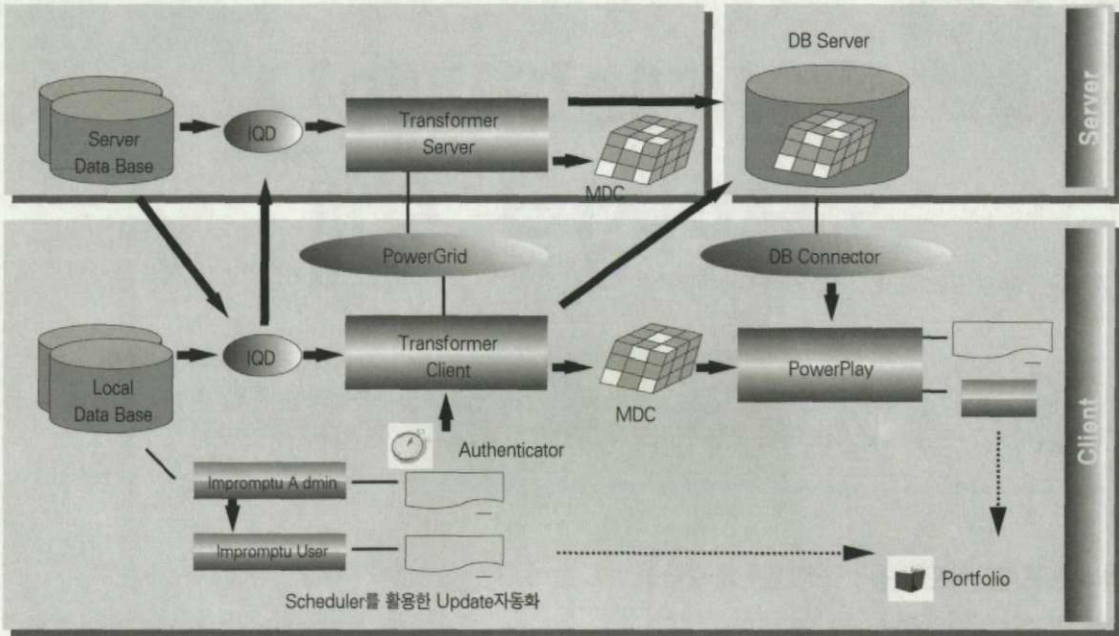 DB Server
Server
Server
Data Base
IQD
Transformer
Server
MDC
PowerGrid
DB Connector
Local
Data Base
IQD
Transformer
Client
MDC
PowerPlay
Client
Authenticator
Impromptu A dmin
Impromptu User
Portfolio
Scheduler를 활용한 Update자동화